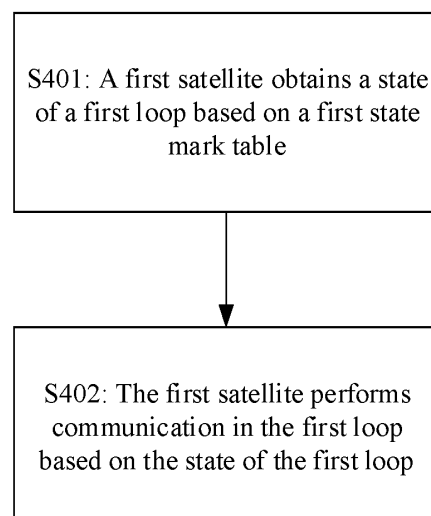 S401: A first satellite obtains a state
of a first loop based on a first state
mark table
S402: The first satellite performs
communication in the first loop
based on the state of the first loop